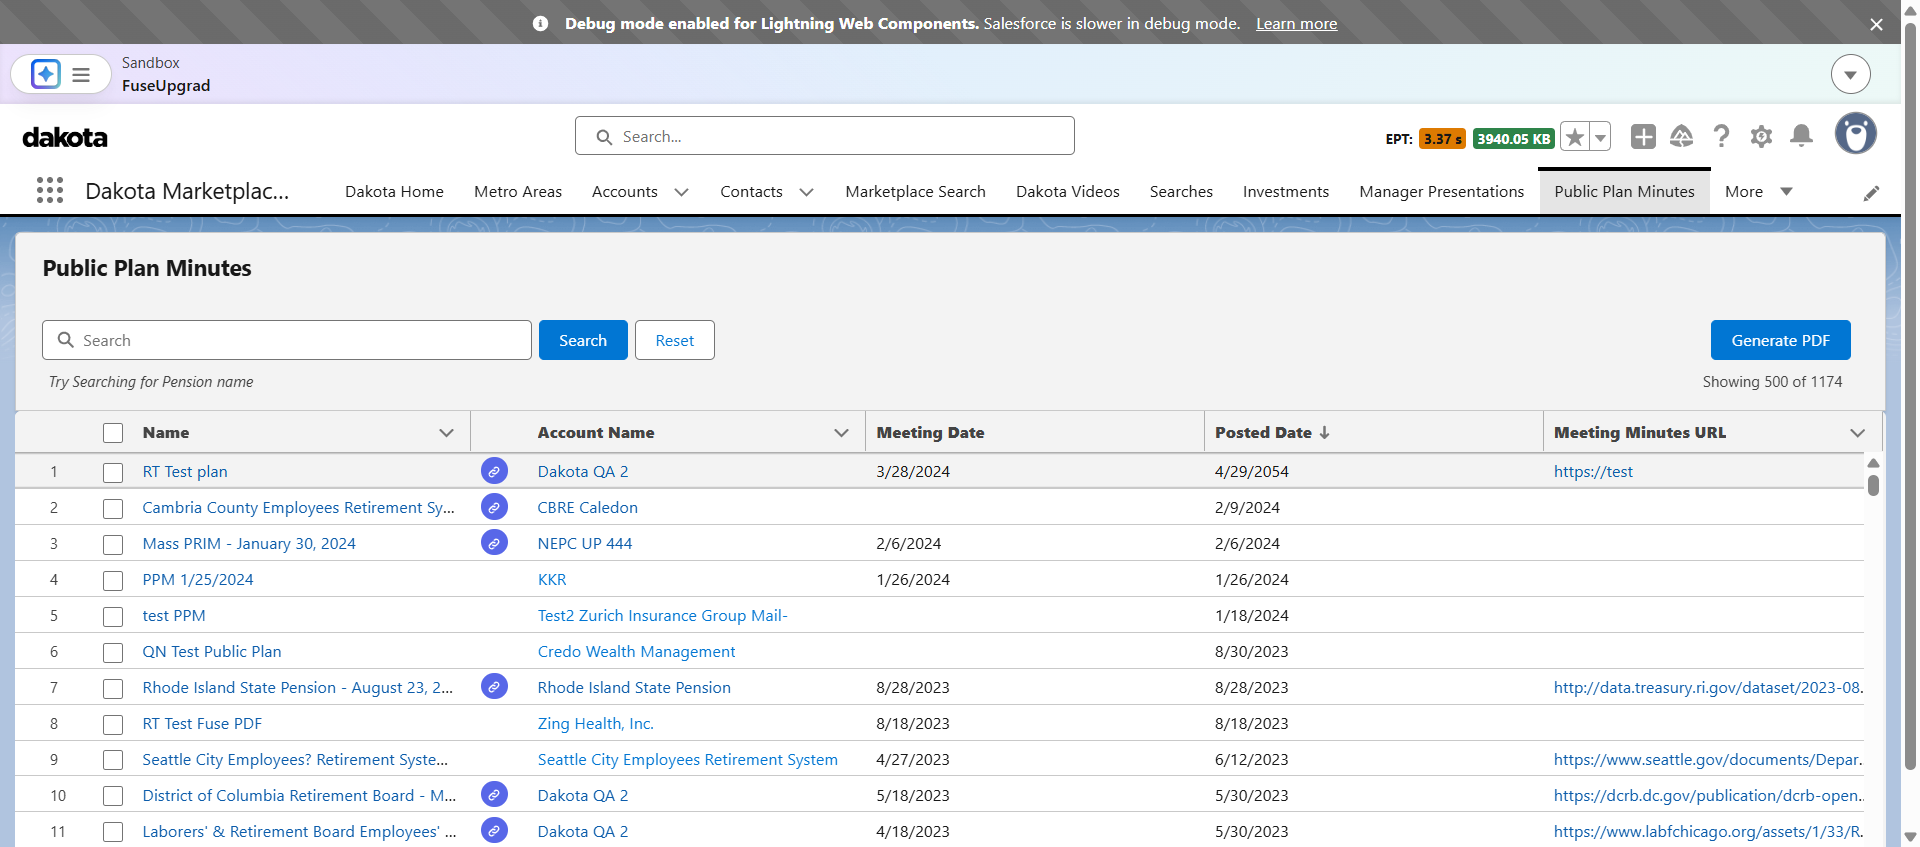 Debug mode enabled for Lightning Web Components. Salesforce is slower in debug mode. Learn more
Sandbox
FuseUpgrad
dakota
Search...
EPT: 3.37 s 3940.05 KB
Dakota Marketplac...
Dakota Home Metro Areas Accounts Contacts Marketplace Search Dakota Videos Searches Investments Manager Presentations Public Plan Minutes More
Public Plan Minutes
Search Search Reset Generate PDF
Try Searching for Pension name Showing 500 of 1174
Name Account Name Meeting Date Posted Date Meeting Minutes URL
1 RT Test plan Dakota QA 2 3/28/2024 4/29/2054 https://test
2 Cambria County Employees Retirement Sy... CBRE Caledon 2/9/2024
3 Mass PRIM - January 30, 2024 NEPC UP 444 2/6/2024 2/6/2024
4 PPM 1/25/2024 KKR 1/26/2024 1/26/2024
5 test PPM Test2 Zurich Insurance Group Mail- 1/18/2024
6 QN Test Public Plan Credo Wealth Management 8/30/2023
7 Rhode Island State Pension - August 23, 2... Rhode Island State Pension 8/28/2023 8/28/2023 http://data.treasury.ri.gov/dataset/2023-08...
8 RT Test Fuse PDF Zing Health, Inc. 8/18/2023 8/18/2023
9 Seattle City Employees? Retirement Syste... Seattle City Employees Retirement System 4/27/2023 6/12/2023 https://www.seattle.gov/documents/Depar...
10 District of Columbia Retirement Board - M... Dakota QA 2 5/18/2023 5/30/2023 https://dcrb.dc.gov/publication/dcrb-open...
11 Laborers' & Retirement Board Employees' ... Dakota QA 2 4/18/2023 5/30/2023 https://www.labfchicago.org/assets/1/33/R...